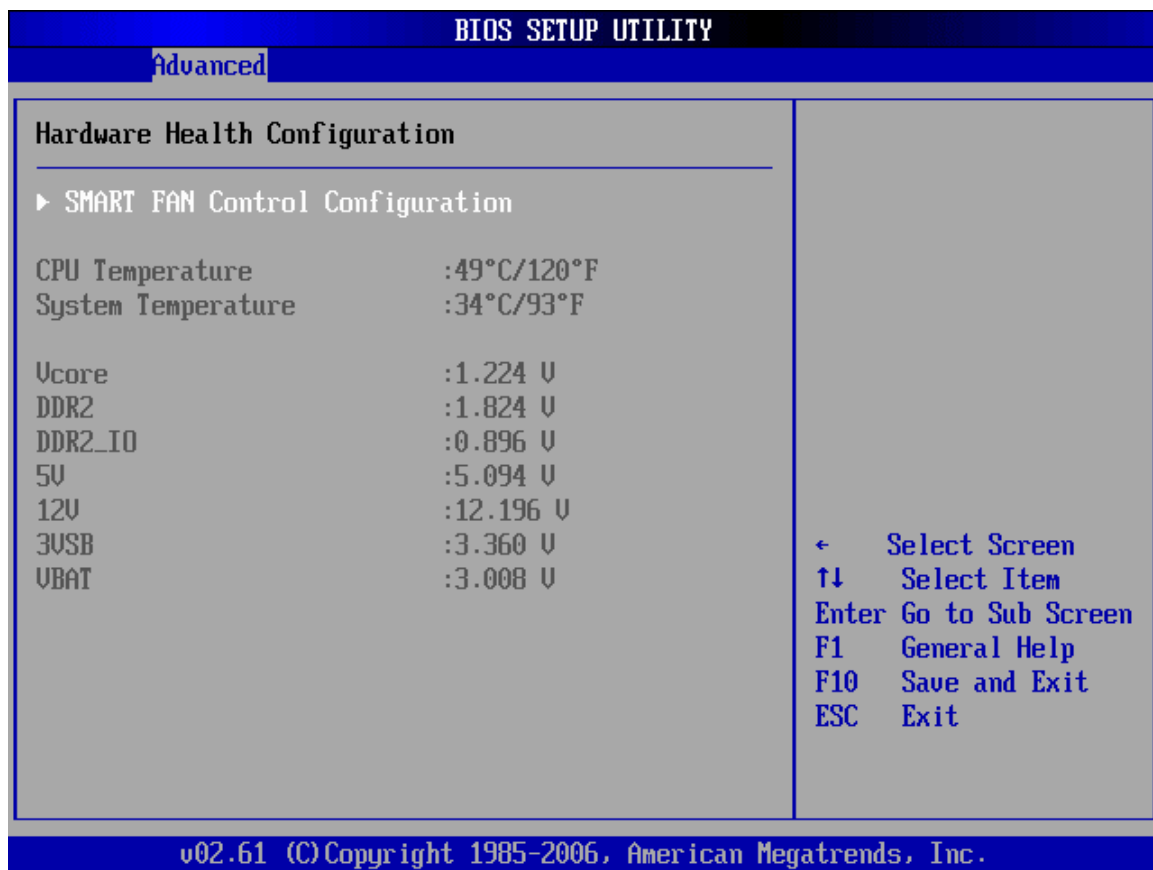 BIOS SETUP UTILITY
Advanced
Hardware Health Configuration
▶ SMART FAN Control Configuration
CPU Temperature :49°C/120°F
System Temperature :34°C/93°F
Vcore :1.224 V
DDR2 :1.824 V
DDR2_IO :0.896 V
5V :5.094 V
12V :12.196 V
3VSB :3.360 V
VBAT :3.008 V
← Select Screen
↑↓ Select Item
Enter Go to Sub Screen
F1 General Help
F10 Save and Exit
ESC Exit
v02.61 (C)Copyright 1985-2006, American Megatrends, Inc.